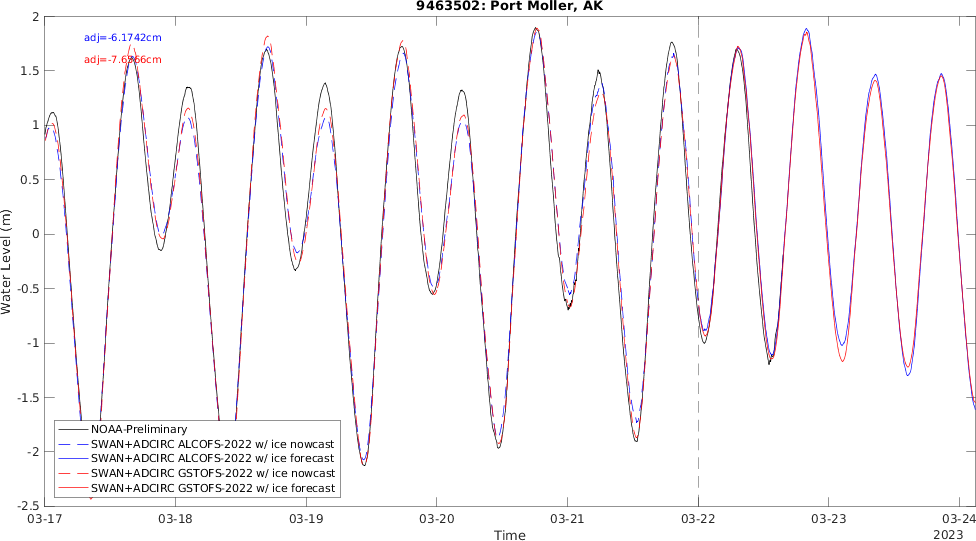 9463502: Port Moller, AK
2
1.5
1
0.5
0
-0.5
-1
-1.5
-2
-2.5
Water Level (m)
adj=-6.1742cm
NOAA-Preliminary
SWAN+ADCIRC ALCOFS-2022 w/ ice nowcast
SWAN+ADCIRC ALCOFS-2022 w/ ice forecast
SWAN+ADCIRC GSTOFS-2022 w/ ice nowcast
SWAN+ADCIRC GSTOFS-2022 w/ ice forecast
03-17 03-18 03-19 03-20 03-21 03-22 03-23 03-24
Time
2023